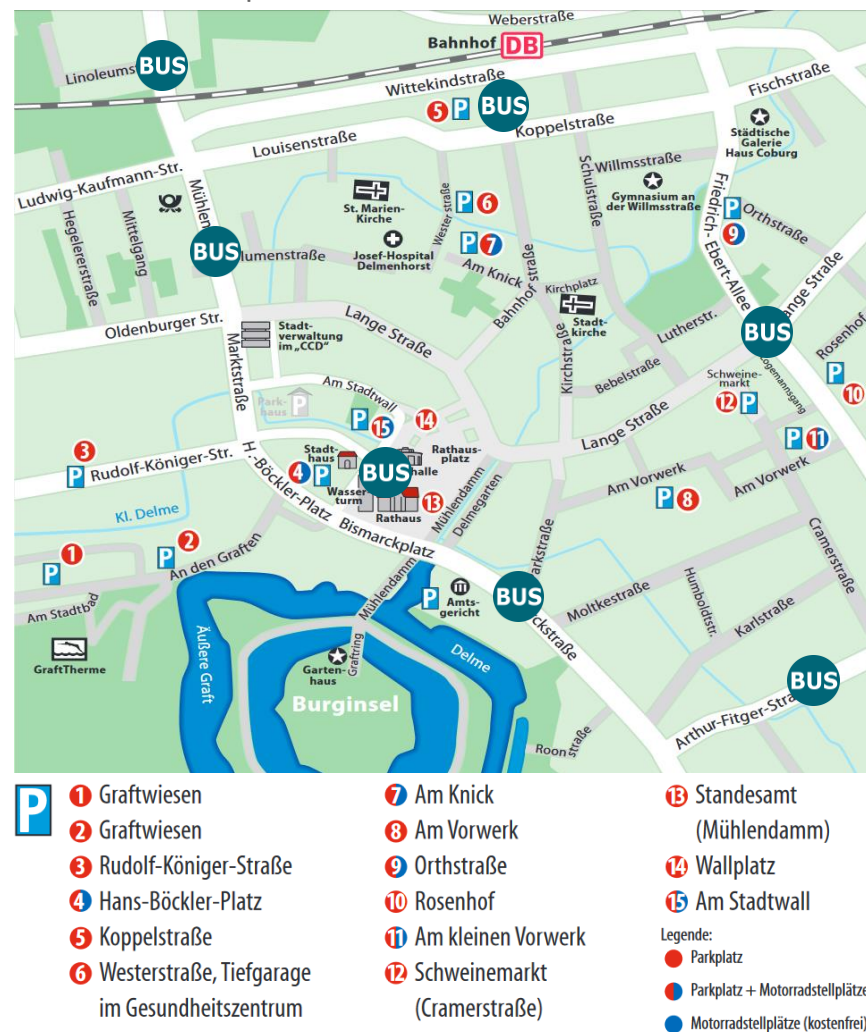 Weberstraße
Bahnhof DB
Linoleums
BUS
Wittekindstraße
BUS
5 P
Koppelstraße
Fischstraße
Louisenstraße
Städtische
Galerie
Haus Coburg
Ludwig-Kaufmann-Str.
Mühlen
Hegelerstraße
Mittelgang
St. Marien-
Kirche
Westerstraße
P 6
Schulstraße
Willmsstraße
Gymnasium an
der Willmsstraße
Friedrich-Ebert-Allee
P
9
Orthstraße
BUS
lumenstraße
Josef-Hospital
Delmenhorst
P 7
Am Knick
Bahnhofstraße
Kirchplatz
Stadt-
kirche
Oldenburger Str.
Marktstraße
Stadt-
verwaltung
im „CCD“
Lange Straße
Kirchstraße
Lutherstr.
Bebelstraße
BUS
Lange Straße
Rosenhof
Logemannsgang
Schweine-
markt
12 P
P
10
Park-
haus P
Am Stadtwall
P 15
14
Lange Straße
P 11
3
P
Rudolf-Königer-Str.
H.-Böckler-Platz
Stadt-
haus
4 P
Wasser
turm
BUS
halle
Rathaus-
platz
Rathaus
13
Mühlendamm
Delmegarten
Am Vorwerk
P 8
Am Vorwerk
Kl. Delme
1
P
2
P
An den Graften
Bismarckplatz
Cramerstraße
Am Stadtbad
GraftTherme
Äußere Graft
Mühlendamm
P
Amts-
gericht
BUS
arkstraße
ckstraße
Moltkestraße
Humboldtstr.
Karlstraße
Graftring
Garten-
haus
Burginsel
Delme
BUS
Arthur-Fitger-Stra
Roonstraße
P
1 Graftwiesen
2 Graftwiesen
3 Rudolf-Königer-Straße
4 Hans-Böckler-Platz
5 Koppelstraße
6 Westerstraße, Tiefgarage
im Gesundheitszentrum
7 Am Knick
8 Am Vorwerk
9 Orthstraße
10 Rosenhof
11 Am kleinen Vorwerk
12 Schweinemarkt
(Cramerstraße)
13 Standesamt
(Mühlendamm)
14 Wallplatz
15 Am Stadtwall
Legende:
Parkplatz
Parkplatz + Motorradstellplätze
Motorradstellplätze (kostenfrei)